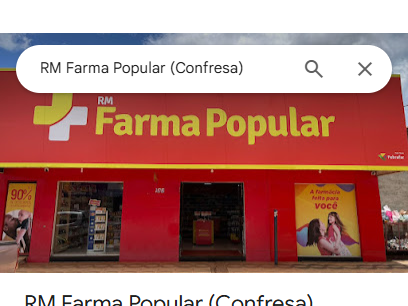 RM Farma Popular (Confresa)
RM
Farma Popular
90%
A farmácia
feita para
você
RM Farma Popular (Confresa)